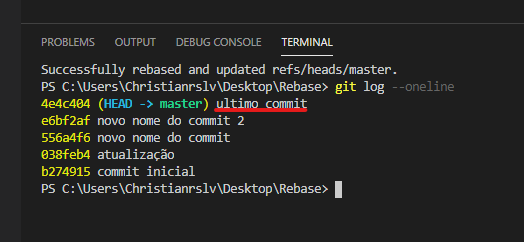 PROBLEMS OUTPUT DEBUG CONSOLE TERMINAL
Successfully rebased and updated refs/heads/master.
PS C:\Users\Christianrslv\Desktop\Rebase> git log --oneline
4e4c404 (HEAD -> master) ultimo commit
e6bf2af novo nome do commit 2
556a4f6 novo nome do commit
038feb4 atualização
b274915 commit inicial
PS C:\Users\Christianrslv\Desktop\Rebase>